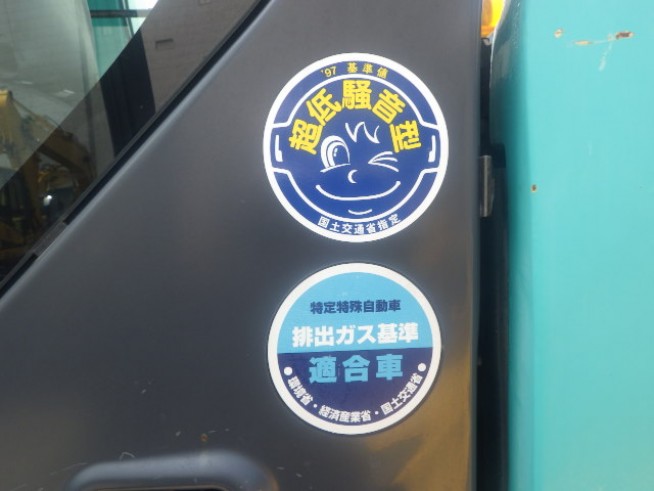 '97 基準値
超低騒音型
国土交通省指定
特定特殊自動車
排出ガス基準
適合車
●環境省・経済産業省・国土交通省●